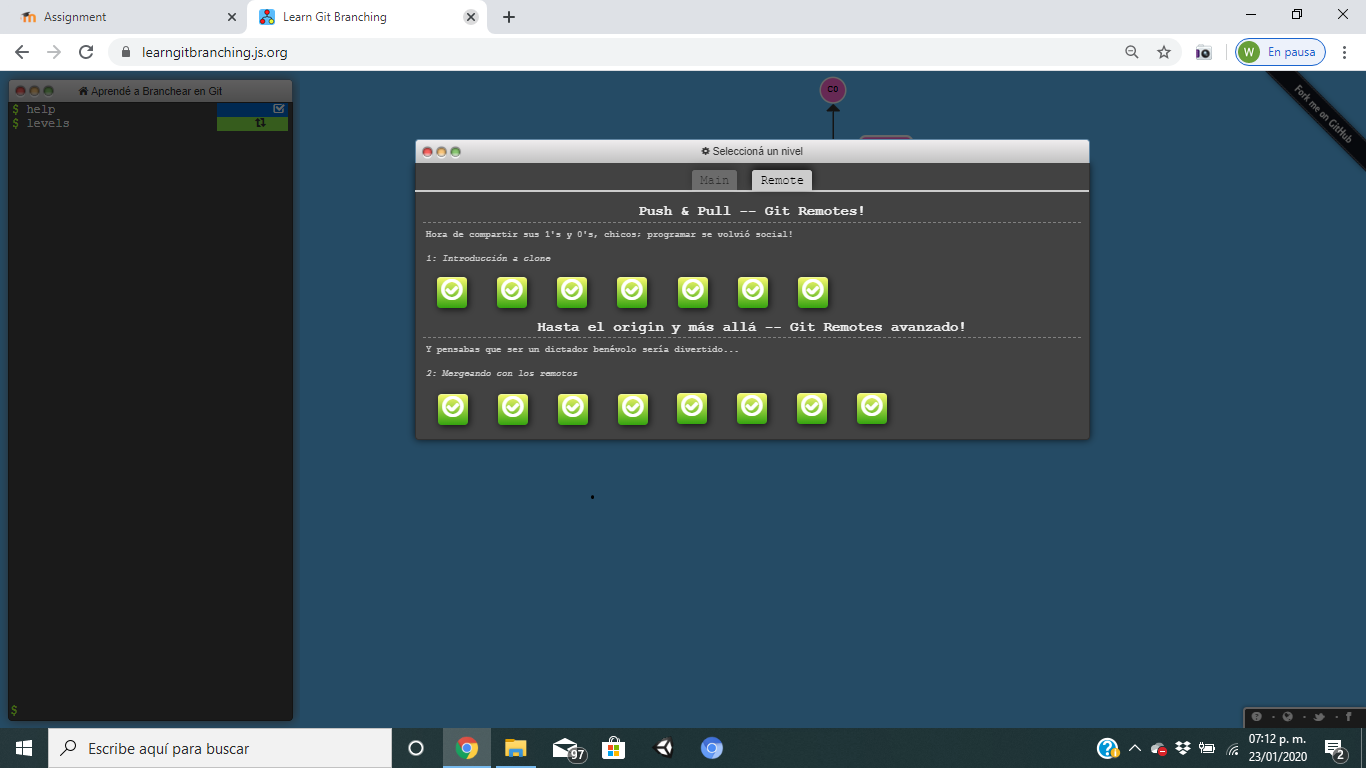 Assignment
Learn Git Branching
learngitbranching.js.org
W
En pausa
Aprendé a Branchear en Git
$ help
$ levels
C0
Fork me on GitHub
Seleccioná un nivel
Main
Remote
Push & Pull -- Git Remotes!
Hora de compartir sus 1's y 0's, chicos; programar se volvió social!
1: Introducción a clone
Hasta el origin y más allá -- Git Remotes avanzado!
Y pensabas que ser un dictador benévolo sería divertido...
2: Mergeando con los remotos
$
Escribe aquí para buscar
97
07:12 p. m.
23/01/2020
2